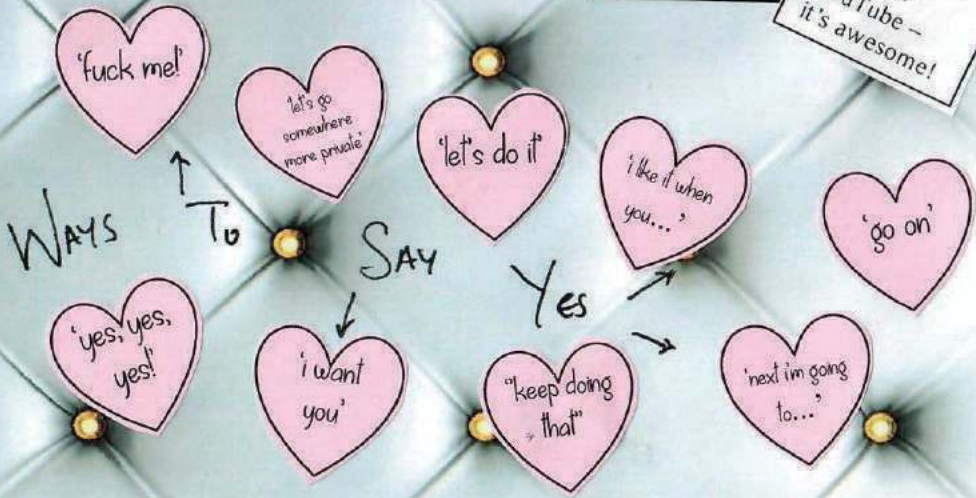 uTube –
it's awesome!
'fuck me!'
'let's go
somewhere
more private'
'let's do it'
'i like it when
you...'
'go on'
WAYS
To
SAY
Yes
'yes, yes,
yes!'
'i want
you'
"keep doing
that"
'next i'm going
to...'